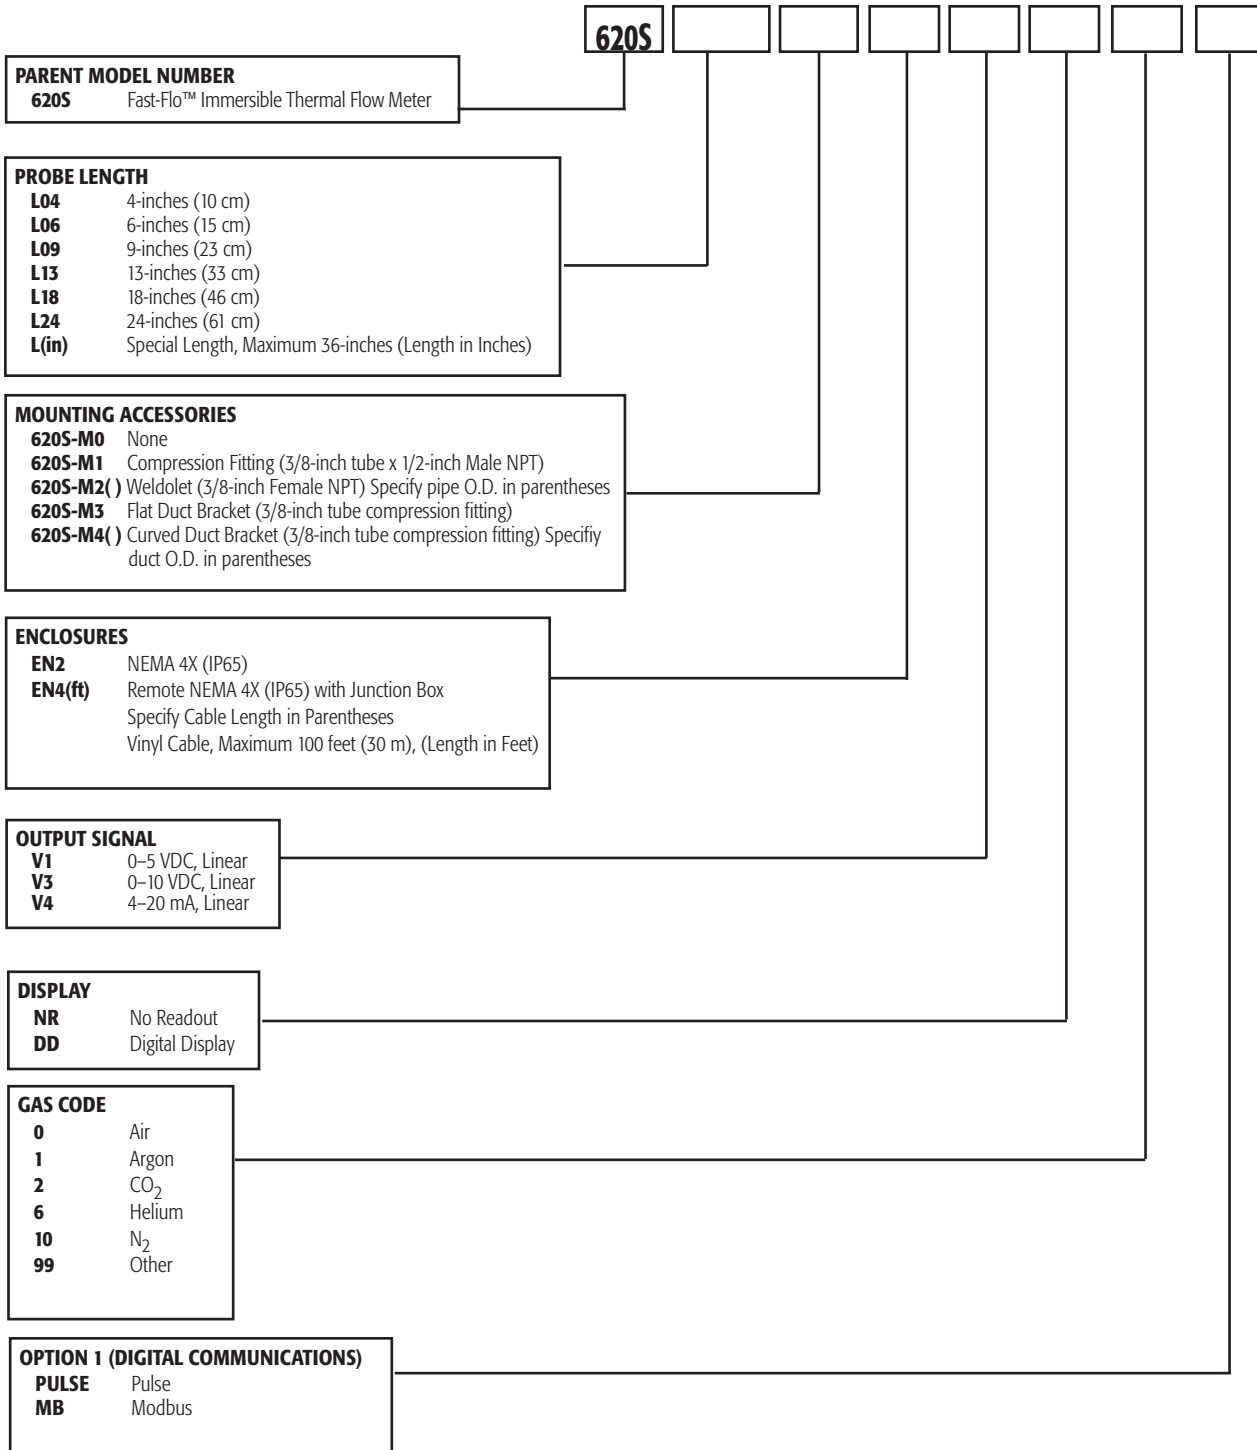 620S
PARENT MODEL NUMBER
620S Fast-Flo™ Immersible Thermal Flow Meter
PROBE LENGTH
L04 4-inches (10 cm)
L06 6-inches (15 cm)
L09 9-inches (23 cm)
L13 13-inches (33 cm)
L18 18-inches (46 cm)
L24 24-inches (61 cm)
L(in) Special Length, Maximum 36-inches (Length in Inches)
MOUNTING ACCESSORIES
620S-M0 None
620S-M1 Compression Fitting (3/8-inch tube x 1/2-inch Male NPT)
620S-M2( ) Weldolet (3/8-inch Female NPT) Specify pipe O.D. in parentheses
620S-M3 Flat Duct Bracket (3/8-inch tube compression fitting)
620S-M4( ) Curved Duct Bracket (3/8-inch tube compression fitting) Specifiy
duct O.D. in parentheses
ENCLOSURES
EN2 NEMA 4X (IP65)
EN4(ft) Remote NEMA 4X (IP65) with Junction Box
Specify Cable Length in Parentheses
Vinyl Cable, Maximum 100 feet (30 m), (Length in Feet)
OUTPUT SIGNAL
V1 0–5 VDC, Linear
V3 0–10 VDC, Linear
V4 4–20 mA, Linear
DISPLAY
NR No Readout
DD Digital Display
GAS CODE
0 Air
1 Argon
2 CO2
6 Helium
10 N2
99 Other
OPTION 1 (DIGITAL COMMUNICATIONS)
PULSE Pulse
MB Modbus